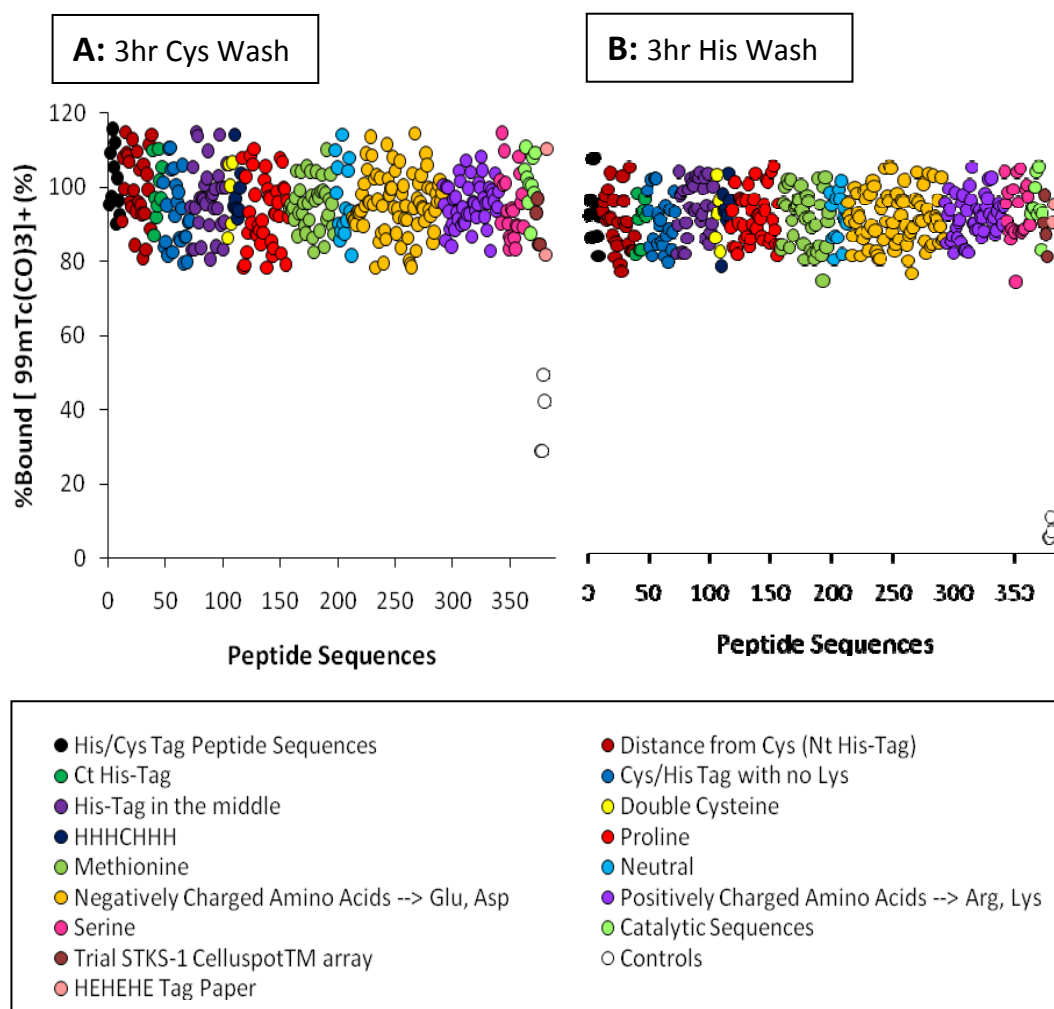 A: 3hr Cys Wash
B: 3hr His Wash
%Bound [ 99mTc(CO)3]+(%)
120
100
80
60
40
20
0
0 50 100 150 200 250 300 350
0 50 100 150 200 250 300 350
Peptide Sequences
Peptide Sequences
His/Cys Tag Peptide Sequences
Distance from Cys (Nt His-Tag)
Ct His-Tag
Cys/His Tag with no Lys
His-Tag in the middle
Double Cysteine
HHHCHHH
Proline
Methionine
Neutral
Negatively Charged Amino Acids --> Glu, Asp
Positively Charged Amino Acids --> Arg, Lys
Serine
Catalytic Sequences
Trial STKS-1 CelluspotTM array
Controls
HEHEHE Tag Paper